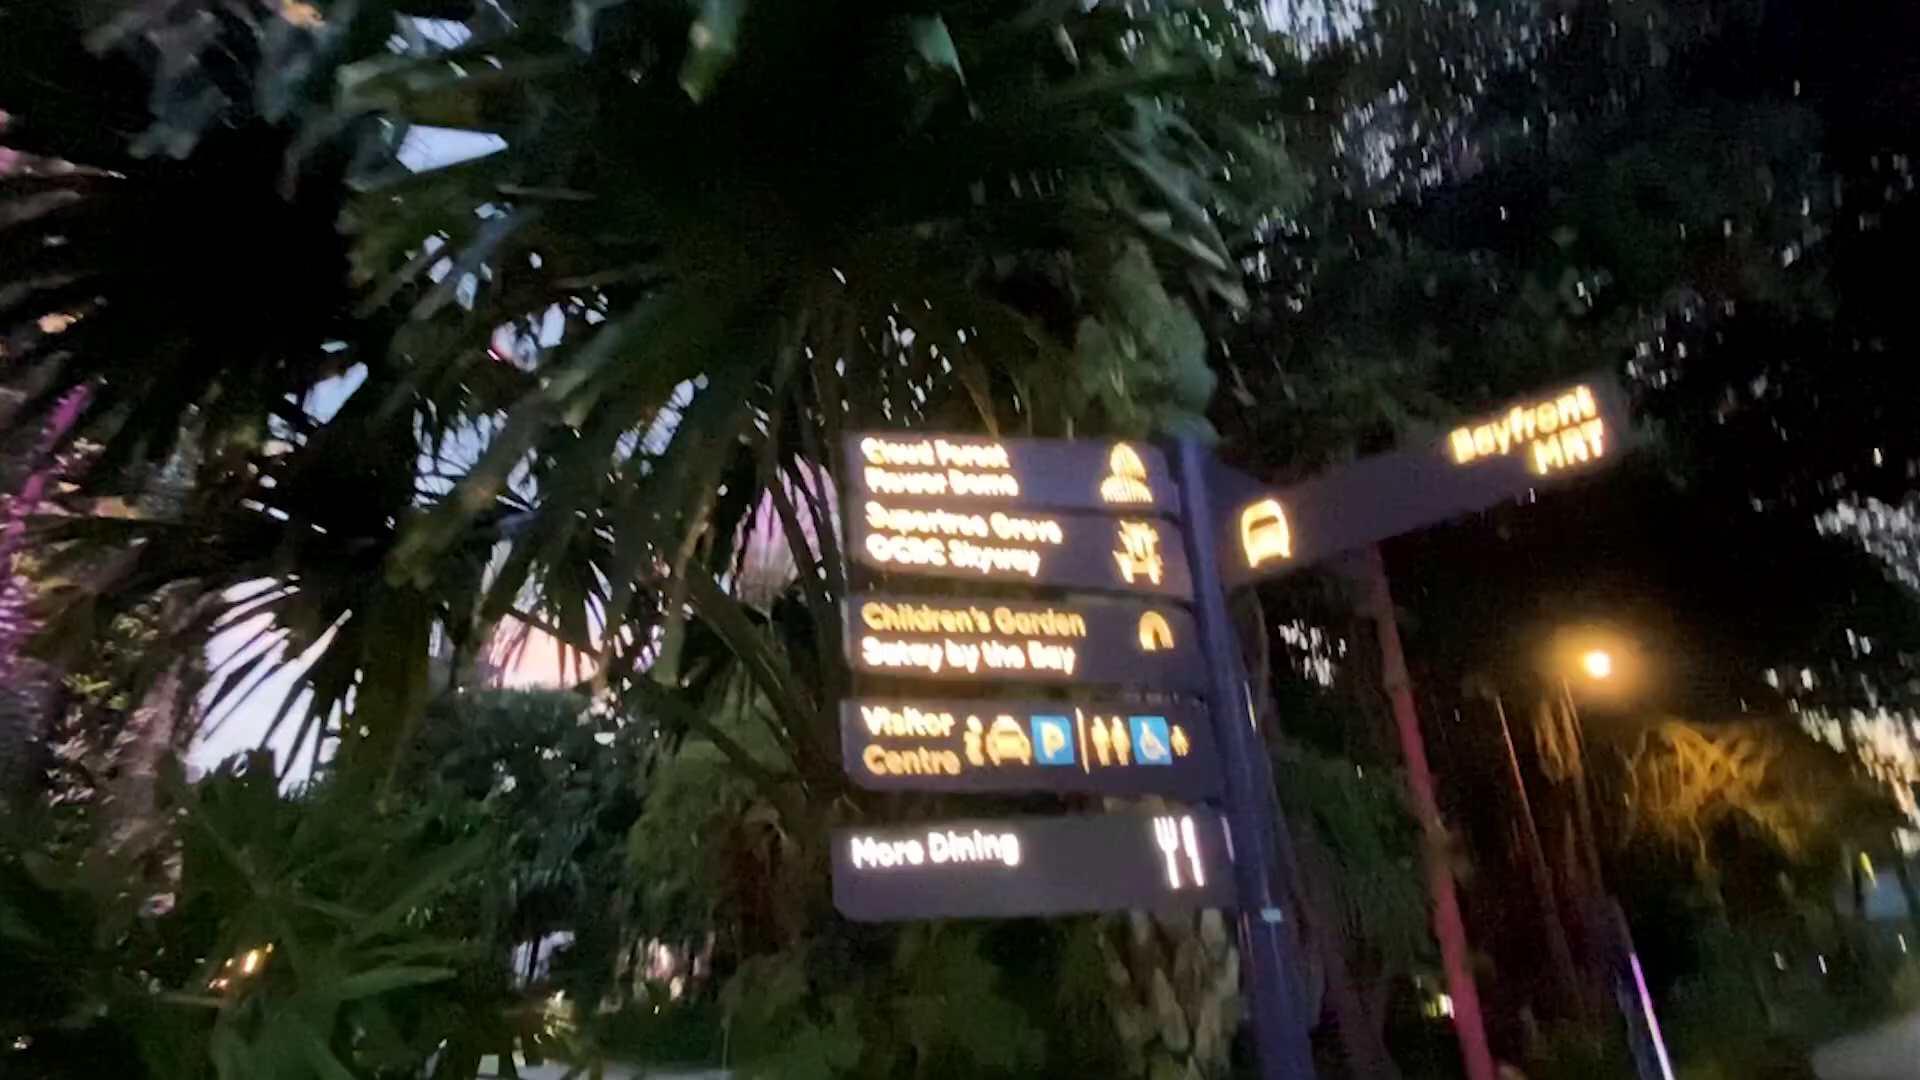 Cloud Forest
Flower Dome
Supertree Grove
OCBC Skyway
Children's Garden
Satay by the Bay
Visitor
Centre
P
More Dining
Bayfront
MRT